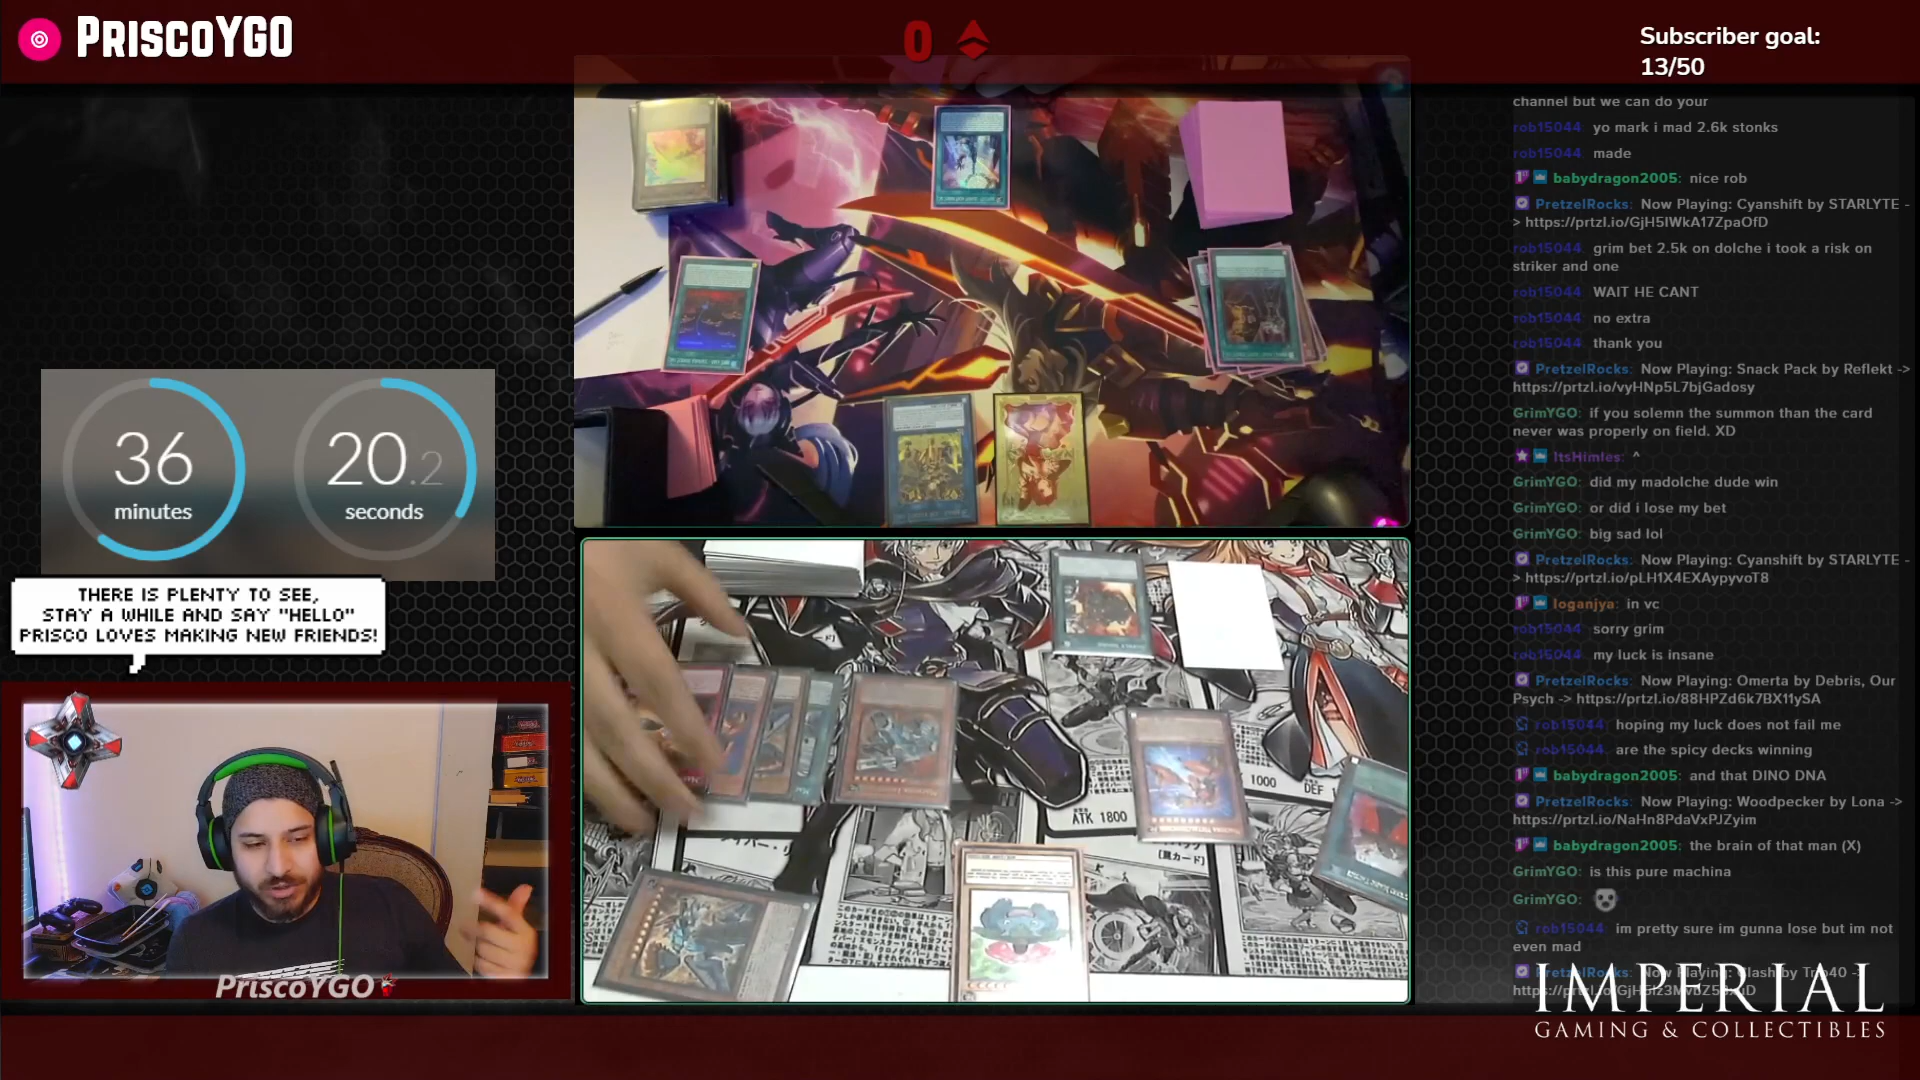 PRISCOYGO
0
Subscriber goal:
13/50
channel but we can do your
rob15044 yo mark i mad 2.6k stonks
rob15044 made
babydragon2005: nice rob
PretzelRocks: Now Playing: Cyanshift by STARLYTE -
> https://prtzl.io/GjH5IWkA17ZpaOfD
rob15044 grim bet 2.5k on dolche i took a risk on
striker and one
rob15044 WAIT HE CANT
rob15044 no extra
rob15044 thank you
PretzelRocks: Now Playing: Snack Pack by Reflekt ->
https://prtzl.io/vyHNp5L7bjGadosy
GrimYGO: if you solemn the summon than the card
never was properly on field. XD
ItsHimles: ^
GrimYGO: did my madolche dude win
GrimYGO: or did i lose my bet
GrimYGO: big sad lol
PretzelRocks: Now Playing: Cyanshift by STARLYTE -
> https://prtzl.io/pLH1X4EXAypyvoT8
loganjya: in vc
rob15044 sorry grim
rob15044 my luck is insane
PretzelRocks: Now Playing: Omerta by Debris, Our
Psych -> https://prtzl.io/88HPZd6k7BX11ySA
rob15044: hoping my luck does not fail me
rob15044: are the spicy decks winning
babydragon2005: and that DINO DNA
PretzelRocks: Now Playing: Woodpecker by Lona ->
https://prtzl.io/NaHn8PdaVxPJZyim
babydragon2005: the brain of that man (X)
GrimYGO: is this pure machina
GrimYGO:
rob15044: im pretty sure im gunna lose but im not
even mad
PretzelRocks: Now Playing: Slash by
IMPERIAL
GAMING & COLLECTIBLES
36
minutes
20.2
seconds
THERE IS PLENTY TO SEE,
STAY A WHILE AND SAY "HELLO"
PRISCO LOVES MAKING NEW FRIENDS!
PriscoYGO
ATK 1800
1000 DEF